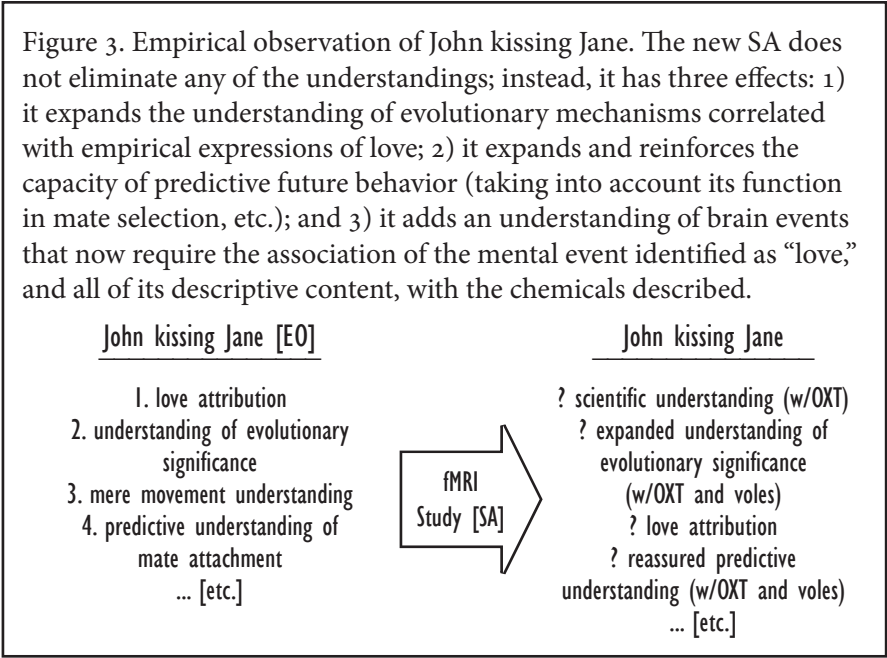 Figure 3. Empirical observation of John kissing Jane. The new SA does
not eliminate any of the understandings; instead, it has three effects: 1)
it expands the understanding of evolutionary mechanisms correlated
with empirical expressions of love; 2) it expands and reinforces the
capacity of predictive future behavior (taking into account its function
in mate selection, etc.); and 3) it adds an understanding of brain events
that now require the association of the mental event identified as “love,”
and all of its descriptive content, with the chemicals described.
John kissing Jane [EO]
1. love attribution
2. understanding of evolutionary
significance
3. mere movement understanding
4. predictive understanding of
mate attachment
... [etc.]
fMRI
Study [SA]
John kissing Jane
? scientific understanding (w/OXT)
? expanded understanding of
evolutionary significance
(w/OXT and voles)
? love attribution
? reassured predictive
understanding (w/OXT and voles)
... [etc.]